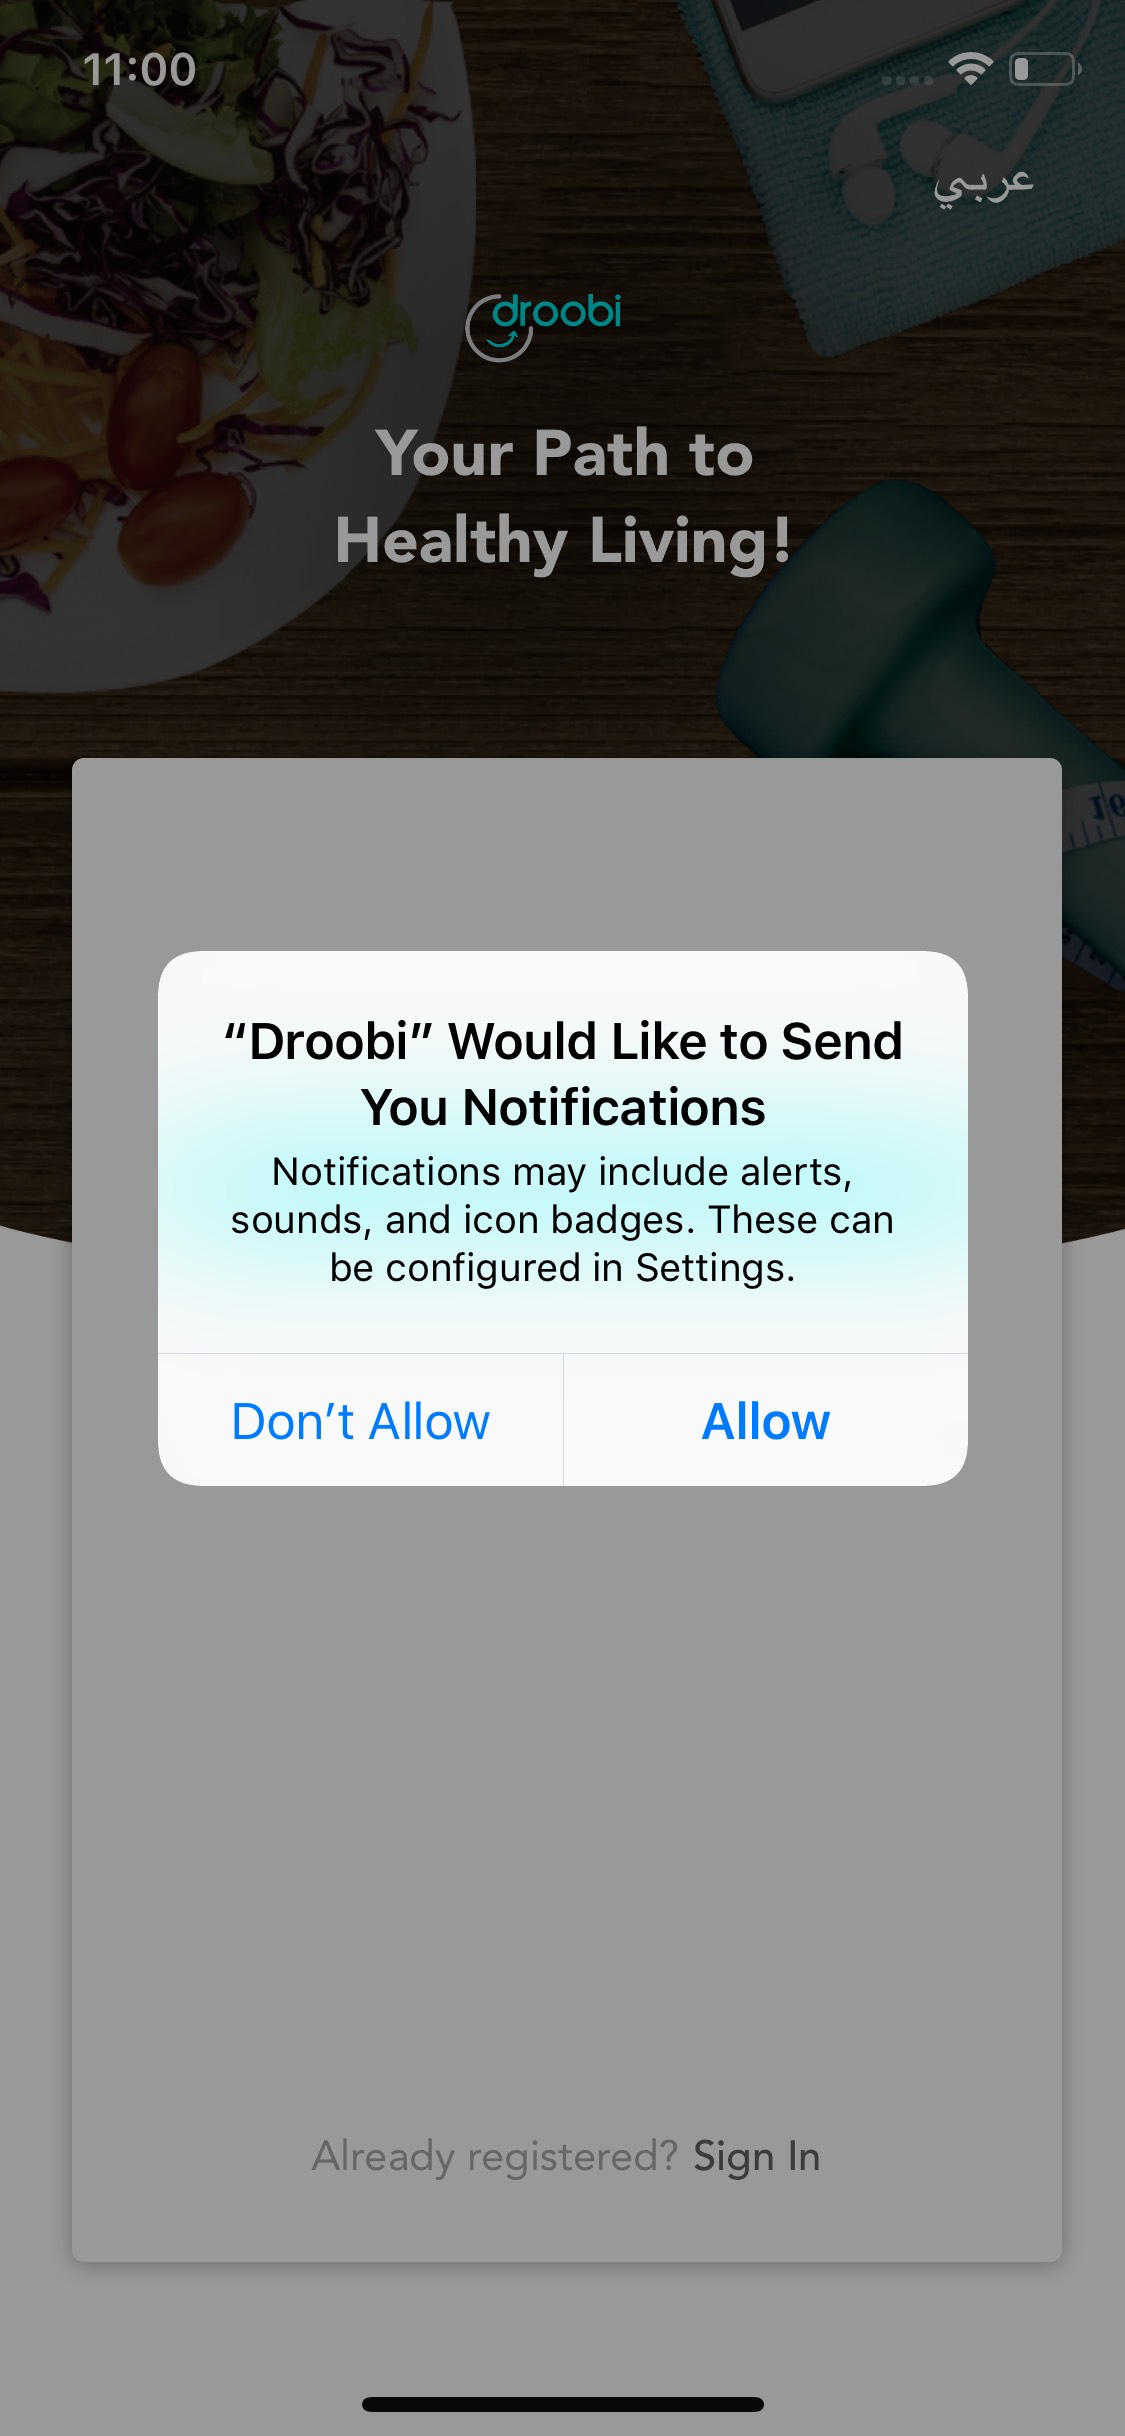 11:00
عربي
droobi
Your Path to
Healthy Living!
16
“Droobi” Would Like to Send
You Notifications
Notifications may include alerts,
sounds, and icon badges. These can
be configured in Settings.
Don’t Allow
Allow
Already registered? Sign In